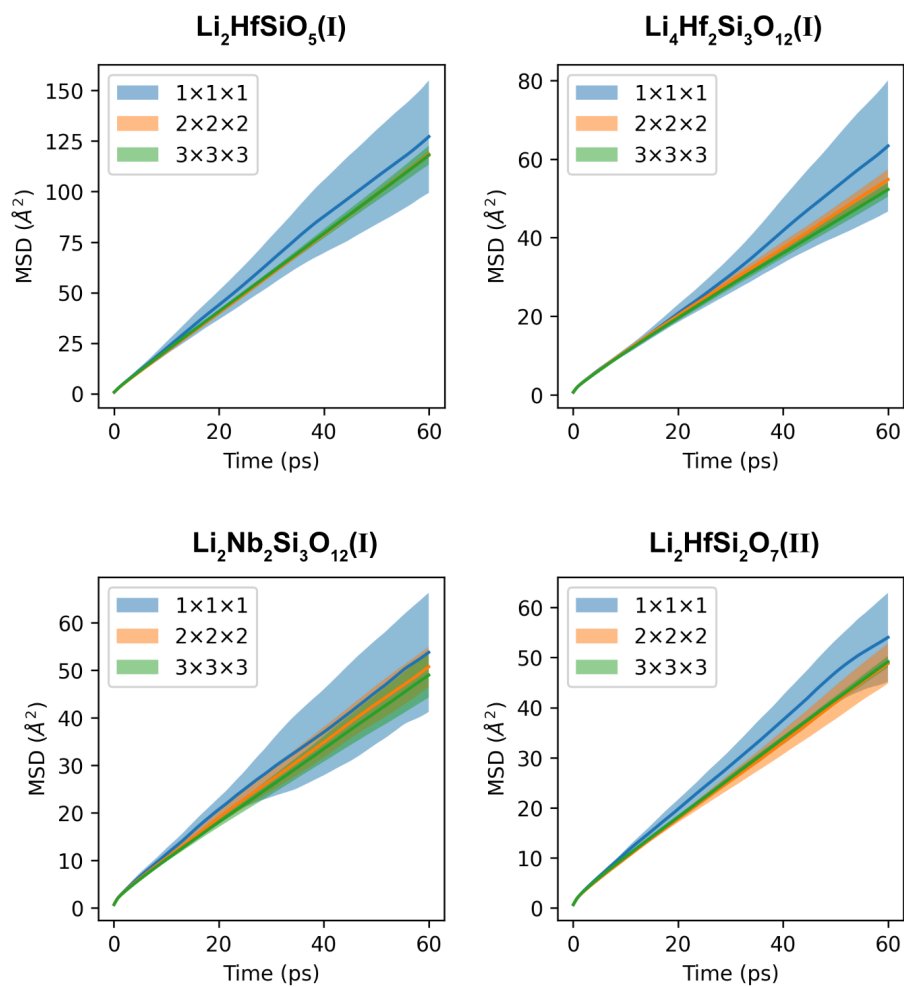 Li₂HfSiO₅(I)
MSD (Å²)
150
125
100
75
50
25
0
1×1×1
2×2×2
3×3×3
0 20 40 60
Time (ps)
Li₄Hf₂Si₃O₁₂(I)
MSD (Å²)
80
60
40
20
0
1×1×1
2×2×2
3×3×3
0 20 40 60
Time (ps)
Li₂Nb₂Si₃O₁₂(I)
MSD (Å²)
60
50
40
30
20
10
0
1×1×1
2×2×2
3×3×3
0 20 40 60
Time (ps)
Li₂HfSi₂O₇(II)
MSD (Å²)
60
50
40
30
20
10
0
1×1×1
2×2×2
3×3×3
0 20 40 60
Time (ps)